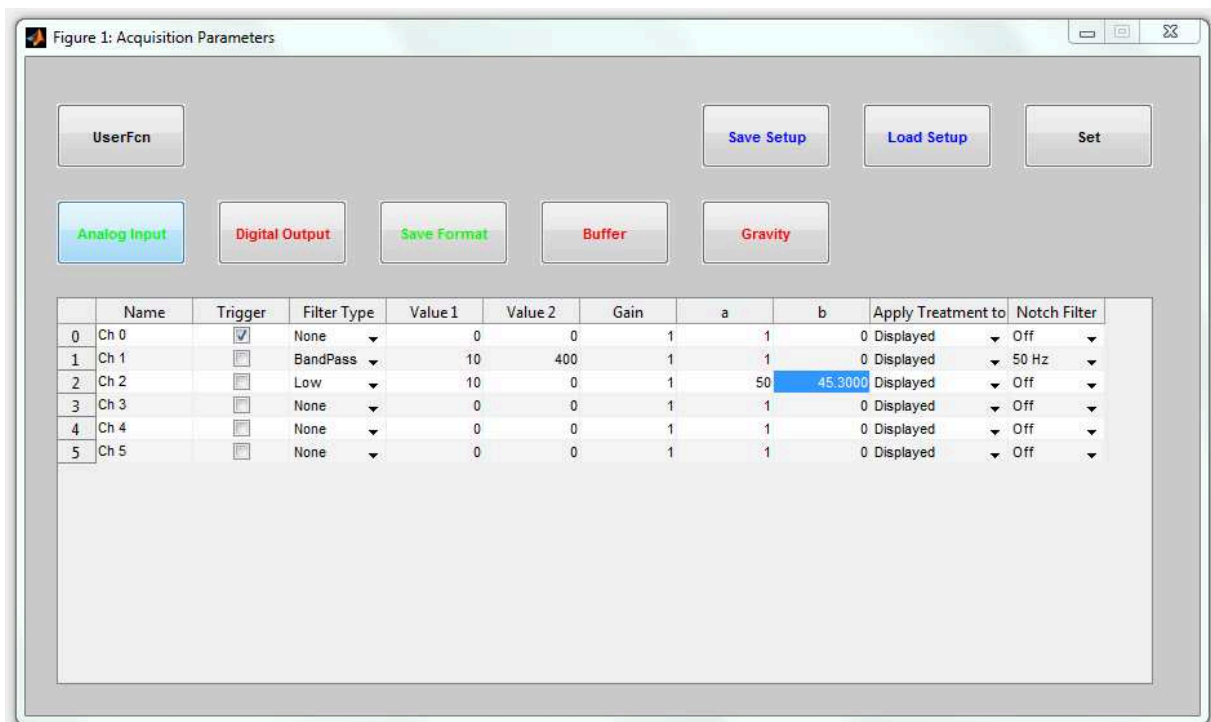 Figure 1: Acquisition Parameters
UserFcn Save Setup Load Setup Set
Analog Input Digital Output Save Format Buffer Gravity
Name Trigger Filter Type Value 1 Value 2 Gain a b Apply Treatment to Notch Filter
0 Ch 0 None 0 0 1 1 0 Displayed Off
1 Ch 1 BandPass 10 400 1 1 0 Displayed 50 Hz
2 Ch 2 Low 10 0 1 50 45.3000 Displayed Off
3 Ch 3 None 0 0 1 1 0 Displayed Off
4 Ch 4 None 0 0 1 1 0 Displayed Off
5 Ch 5 None 0 0 1 1 0 Displayed Off